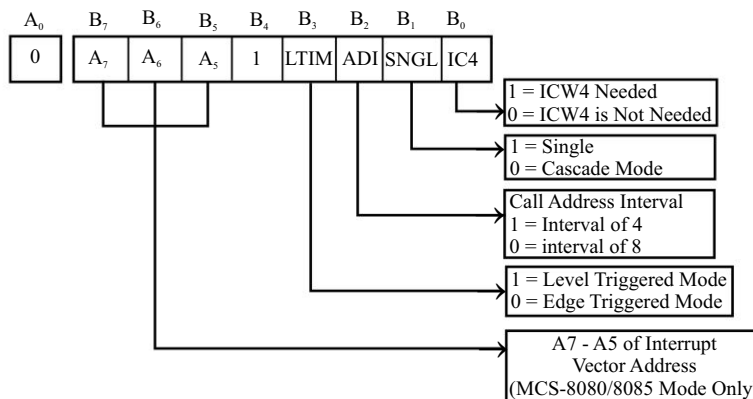 A₀ B₇ B₆ B₅ B₄ B₃ B₂ B₁ B₀
0 A₇ A₆ A₅ 1 LTIM ADI SNGL IC4
1 = ICW4 Needed
0 = ICW4 is Not Needed
1 = Single
0 = Cascade Mode
Call Address Interval
1 = Interval of 4
0 = interval of 8
1 = Level Triggered Mode
0 = Edge Triggered Mode
A7 - A5 of Interrupt
Vector Address
(MCS-8080/8085 Mode Only